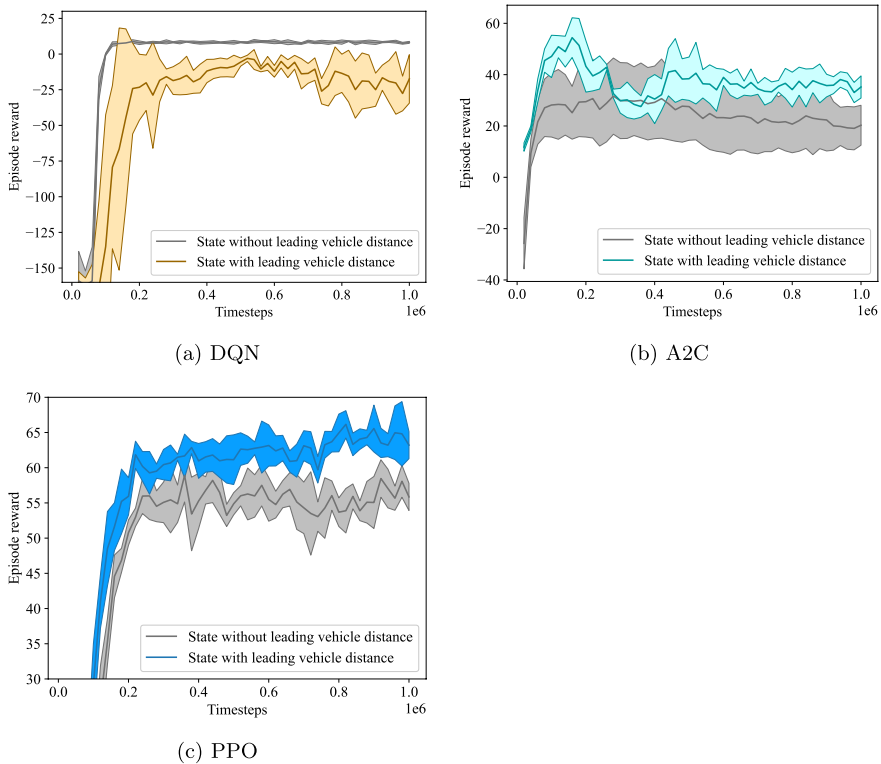 25
0
−25
−50
−75
−100
−125
−150
Episode reward
State without leading vehicle distance
State with leading vehicle distance
0.0 0.2 0.4 0.6 0.8 1.0
Timesteps
1e6
(a) DQN
60
40
20
0
−20
−40
Episode reward
State without leading vehicle distance
State with leading vehicle distance
0.0 0.2 0.4 0.6 0.8 1.0
Timesteps
1e6
(b) A2C
70
65
60
55
50
45
40
35
30
Episode reward
State without leading vehicle distance
State with leading vehicle distance
0.0 0.2 0.4 0.6 0.8 1.0
Timesteps
1e6
(c) PPO